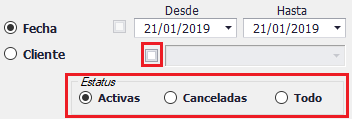 Desde Hasta
Fecha 21/01/2019 21/01/2019
Cliente
Estatus
Activas Canceladas Todo